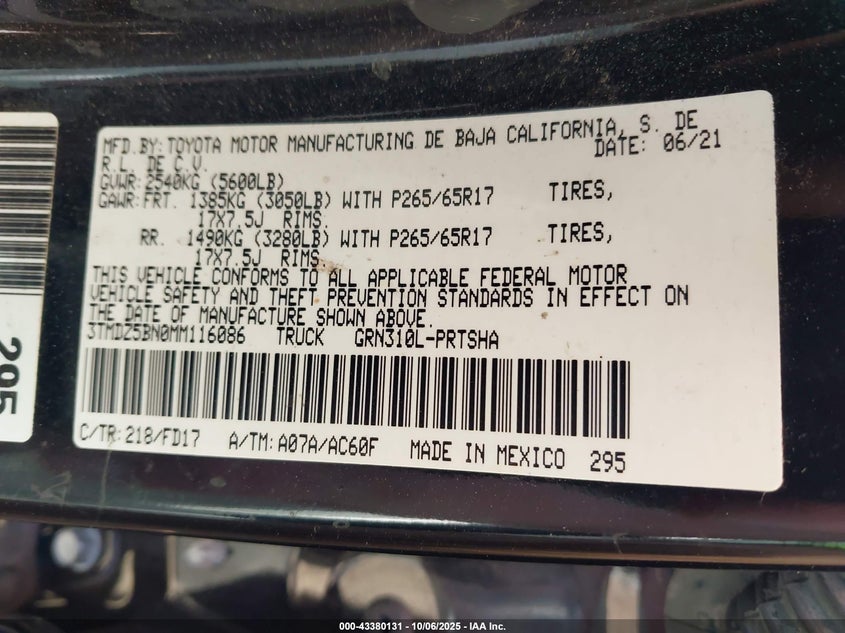 MFD.BY: TOYOTA MOTOR MANUFACTURING DE BAJA CALIFORNIA, S. DE
R.L. DE C.V. DATE: 06/21
GVWR: 2540KG (5600LB)
GAWR: FRT. 1385KG (3050LB) WITH P265/65R17 TIRES,
17X7.5J RIMS.
RR. 1490KG (3280LB) WITH P265/65R17 TIRES,
17X7.5J RIMS.
THIS VEHICLE CONFORMS TO ALL APPLICABLE FEDERAL MOTOR
VEHICLE SAFETY AND THEFT PREVENTION STANDARDS IN EFFECT ON
THE DATE OF MANUFACTURE SHOWN ABOVE.
3TMDZ5BN0MM116086 TRUCK GRN310L-PRTSHA
C/TR: 218/FD17 A/TM: A07A/AC60F MADE IN MEXICO 295
295
000-43380131 - 10/06/2025 - IAA Inc.